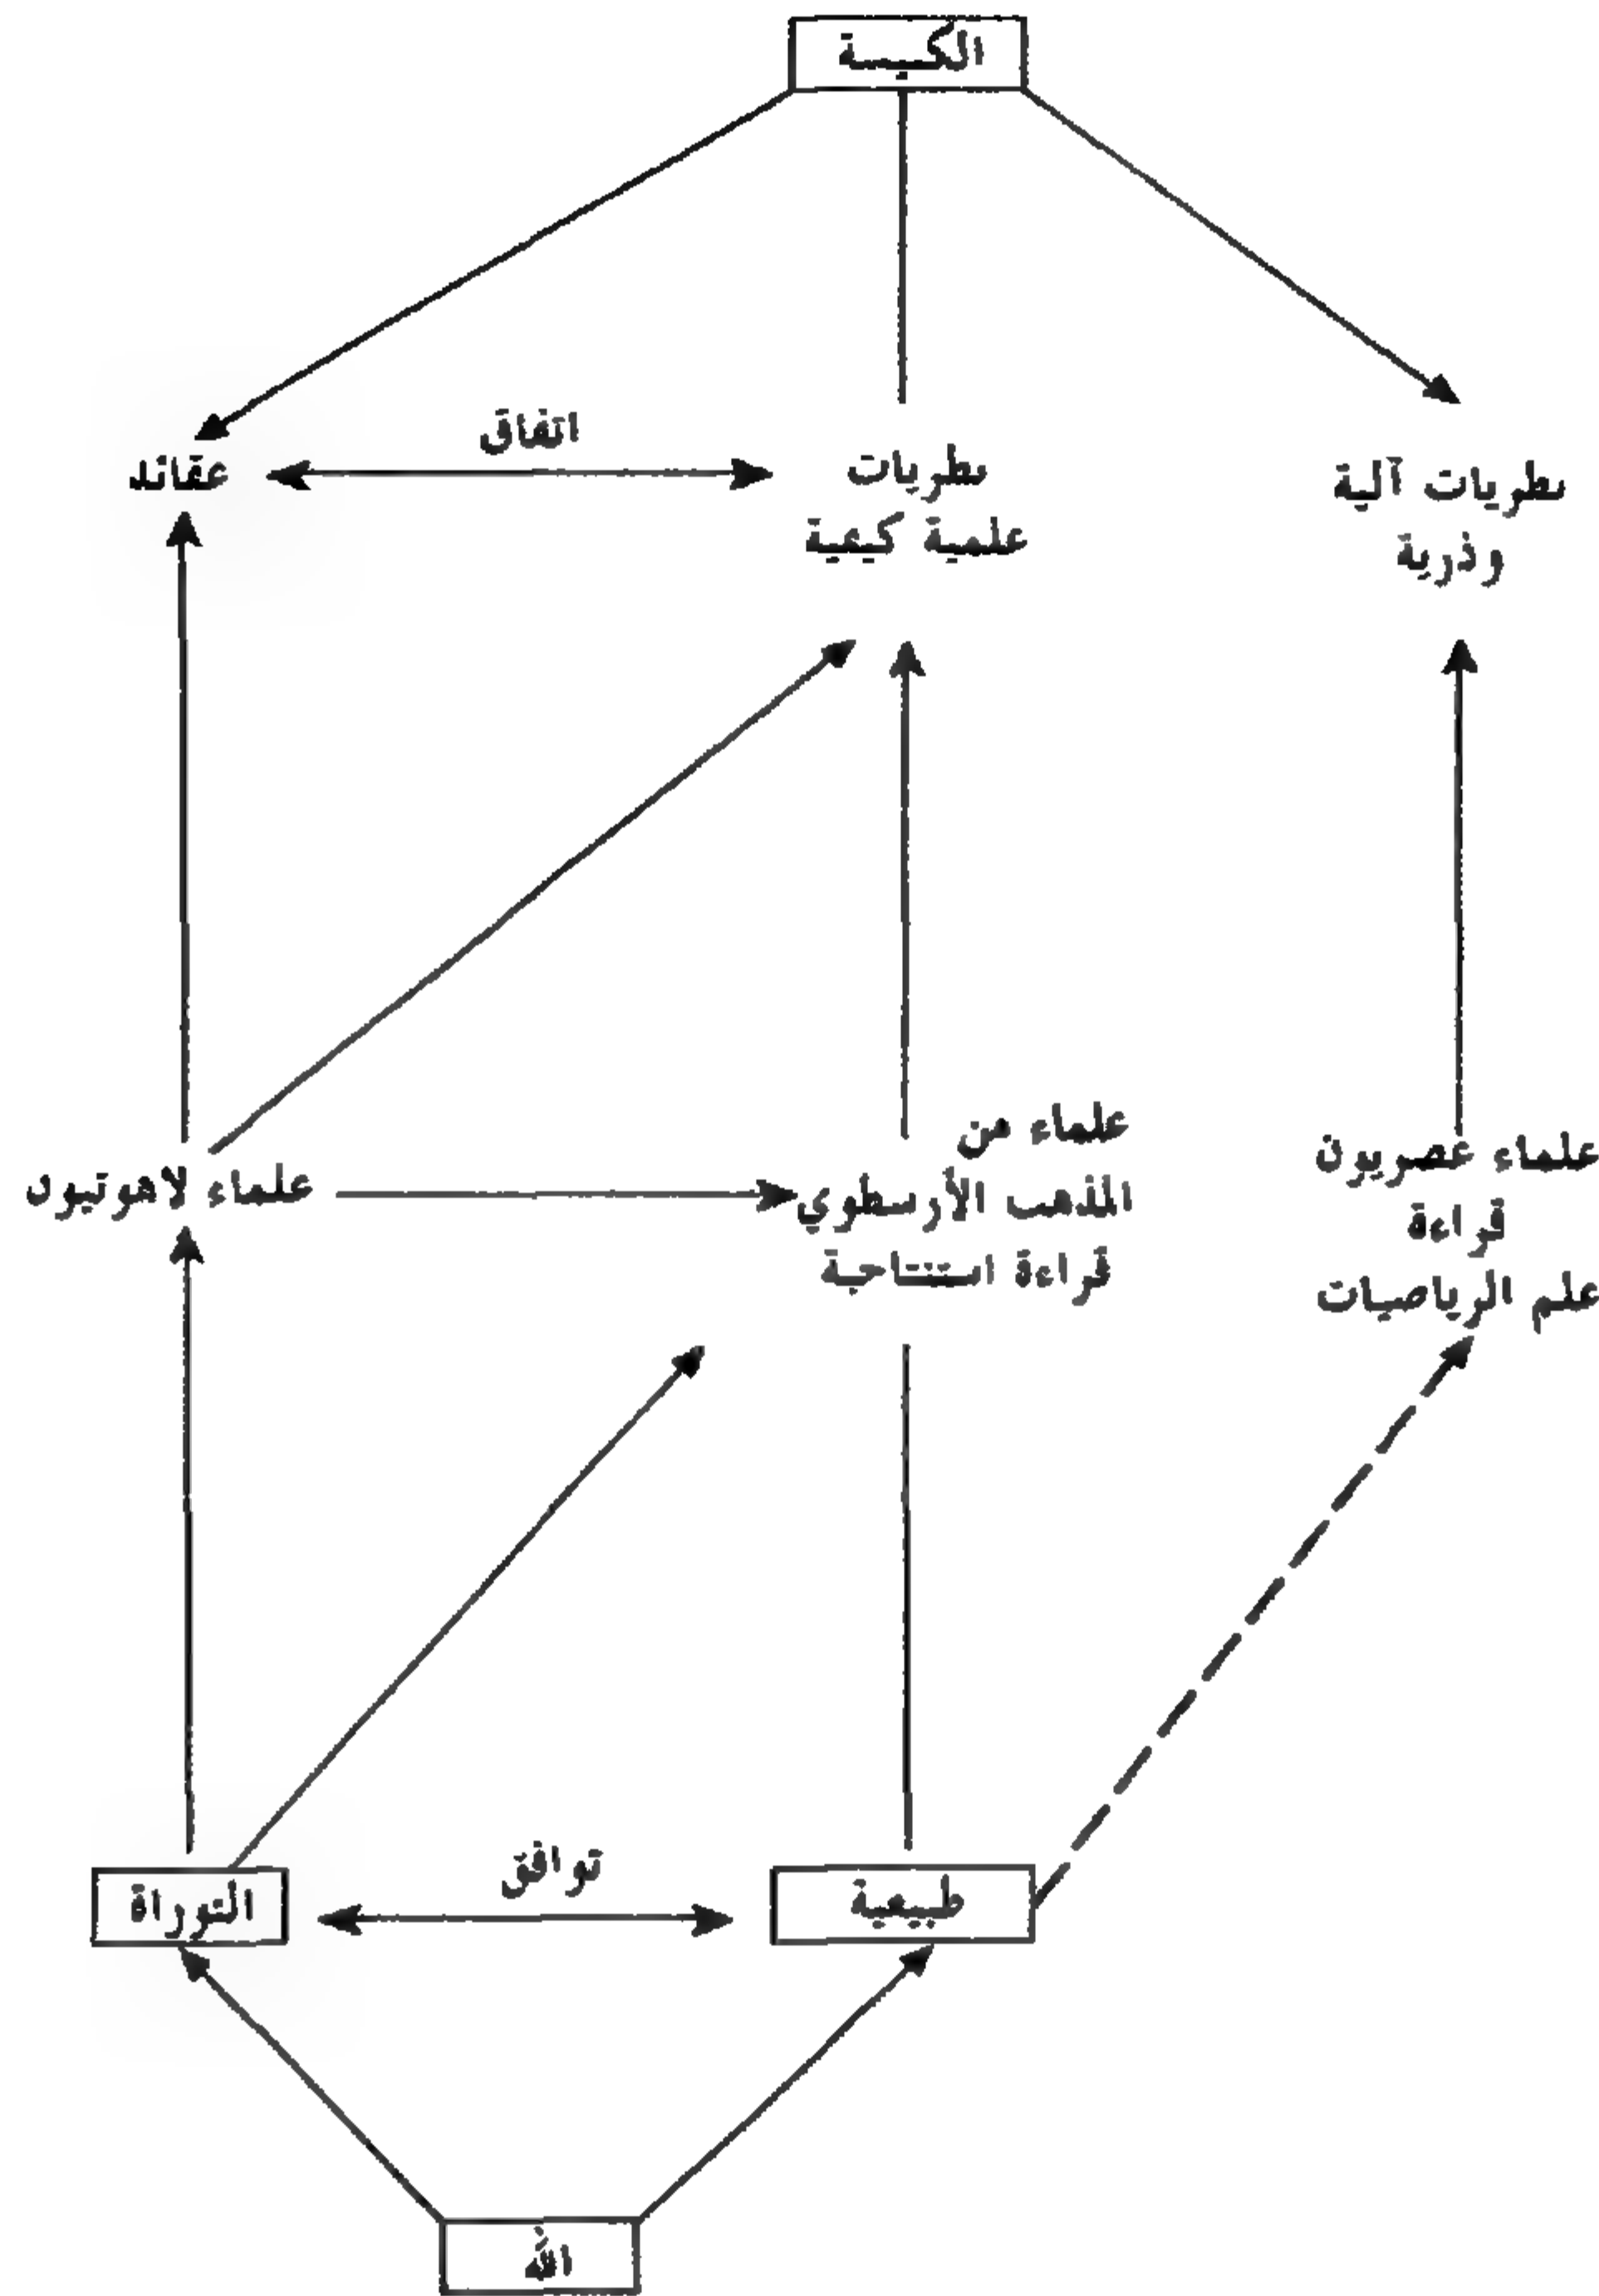 الكنيسة
اتفاق
نظريات آلية
وذرية
نظريات
علمية كيفية
عقائد
علماء عصريون
قراءة
علم الرياضيات
علماء من
المذهب الأرسطوي
قراءة استنتاجية
علماء لاهوتيون
توافق
طبيعية
التوراة
الله